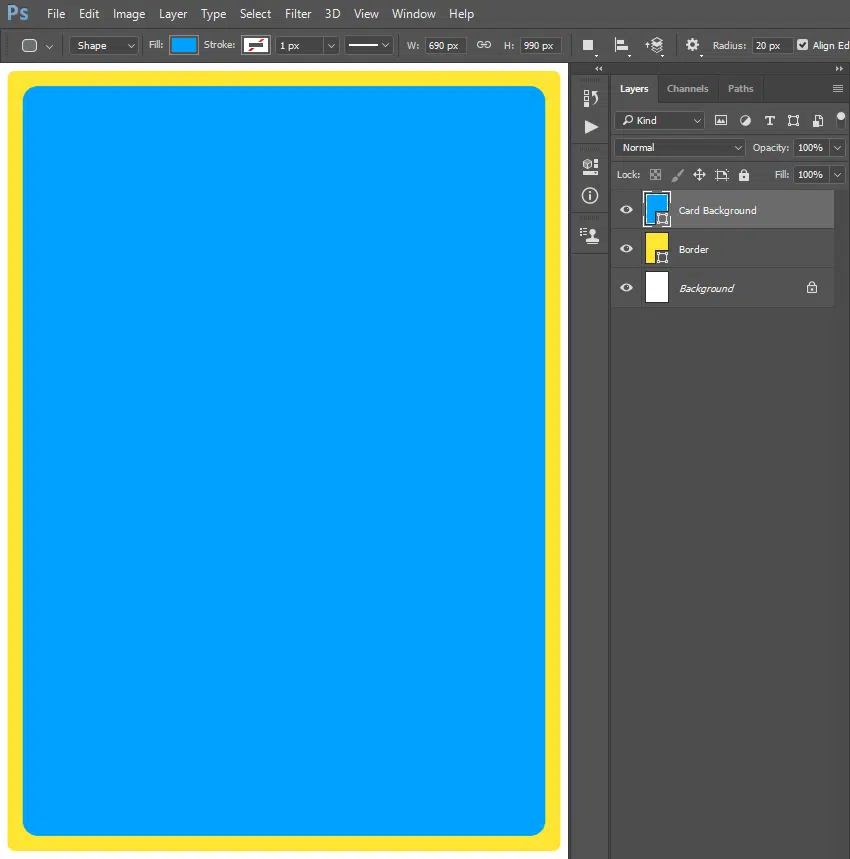 Ps File Edit Image Layer Type Select Filter 3D View Window Help
Shape Fill: Stroke: 1 px W: 690 px H: 990 px Radius: 20 px Align Ed
Layers Channels Paths
Kind
Normal Opacity: 100%
Lock: Fill: 100%
Card Background
Border
Background